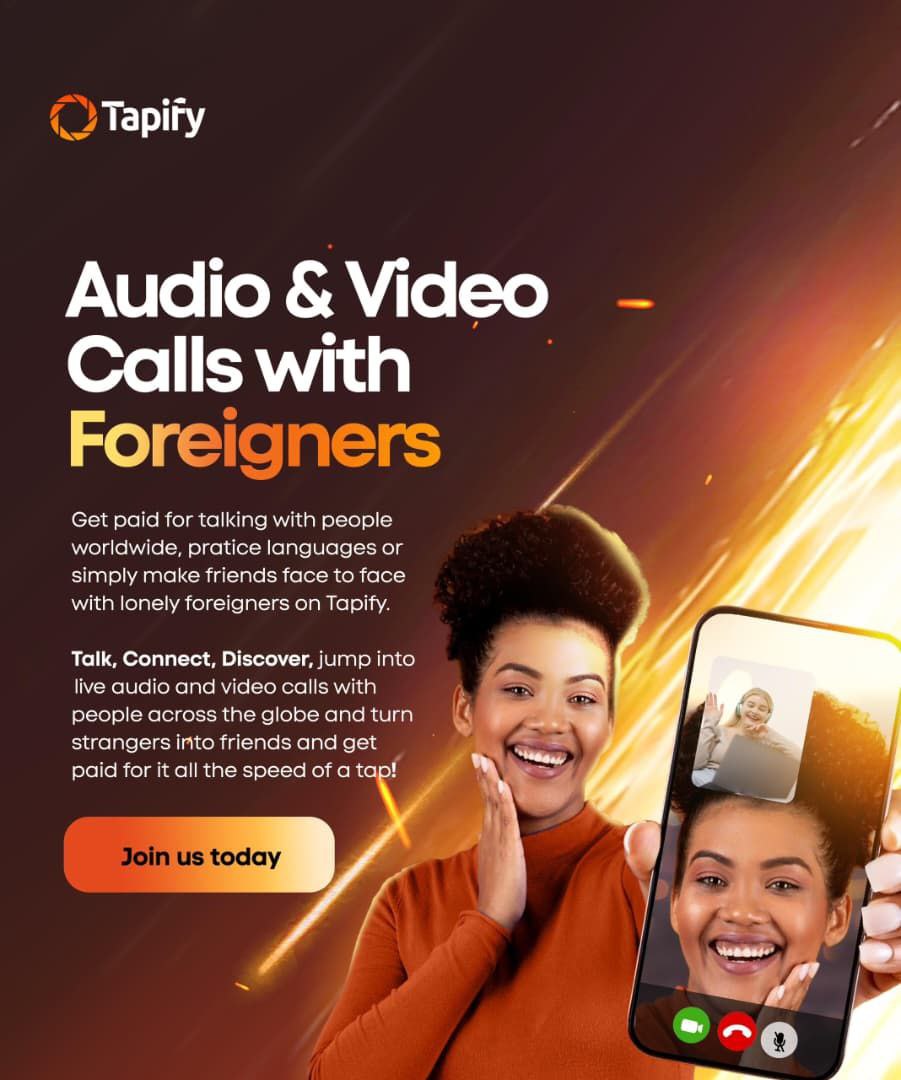 Tapify
Audio & Video
Calls with
Foreigners
Get paid for talking with people
worldwide, pratice languages or
simply make friends face to face
with lonely foreigners on Tapify.
Talk, Connect, Discover, jump into
live audio and video calls with
people across the globe and turn
strangers into friends and get
paid for it all the speed of a tap!
Join us today